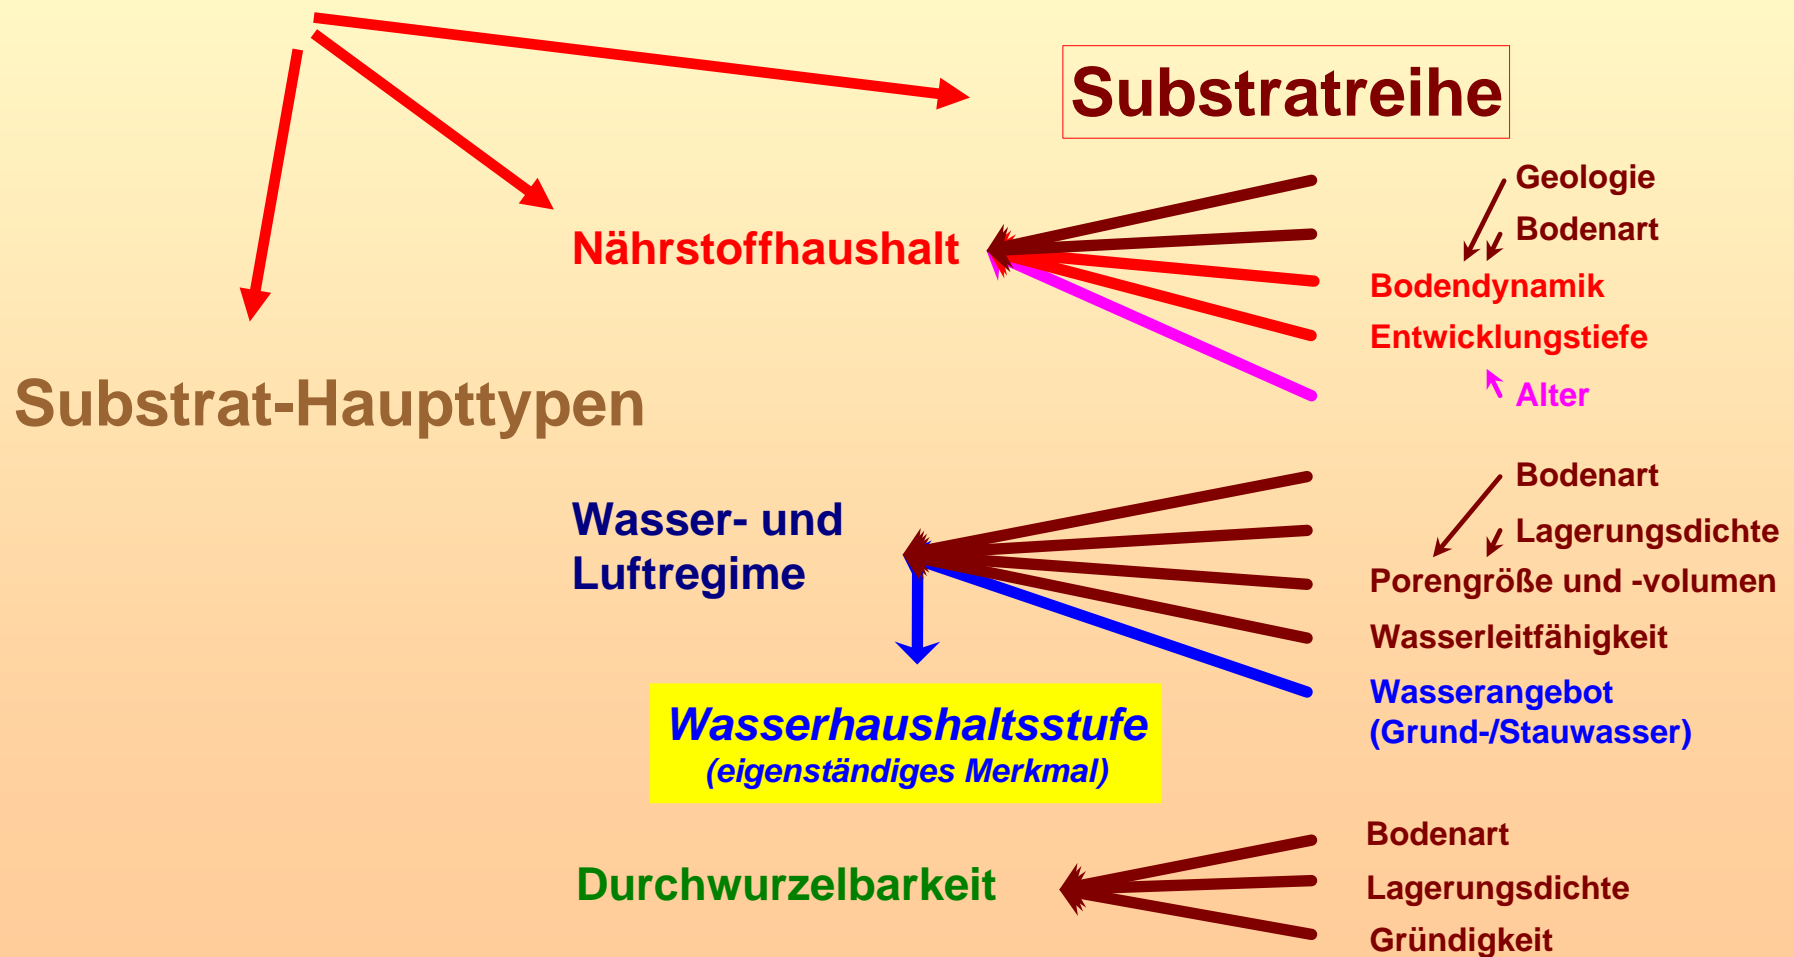 Substratreihe
Geologie
Bodenart
Nährstoffhaushalt
Bodendynamik
Entwicklungstiefe
Alter
Substrat-Haupttypen
Bodenart
Wasser- und
Luftregime
Lagerungsdichte
Porengröße und -volumen
Wasserleitfähigkeit
Wasserangebot
(Grund-/Stauwasser)
Wasserhaushaltsstufe
(eigenständiges Merkmal)
Bodenart
Durchwurzelbarkeit
Lagerungsdichte
Gründigkeit